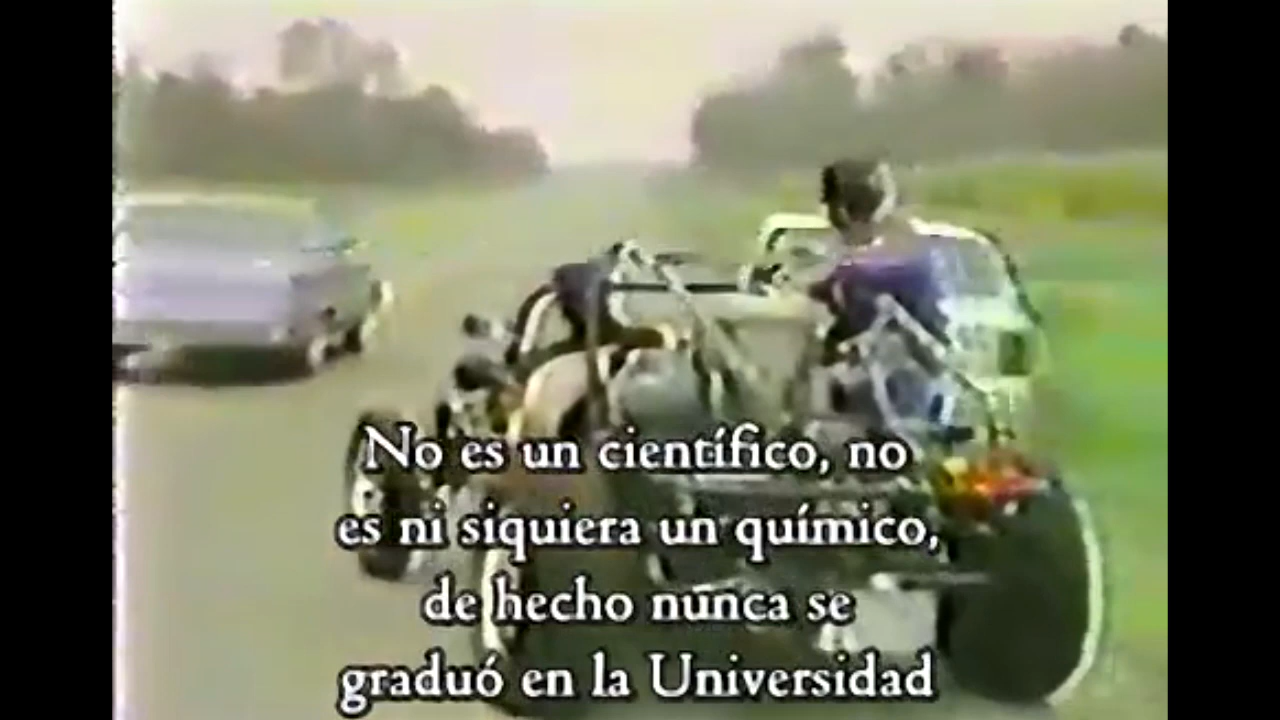 No es un científico, no
es ni siquiera un químico,
de hecho nunca se
graduó en la Universidad